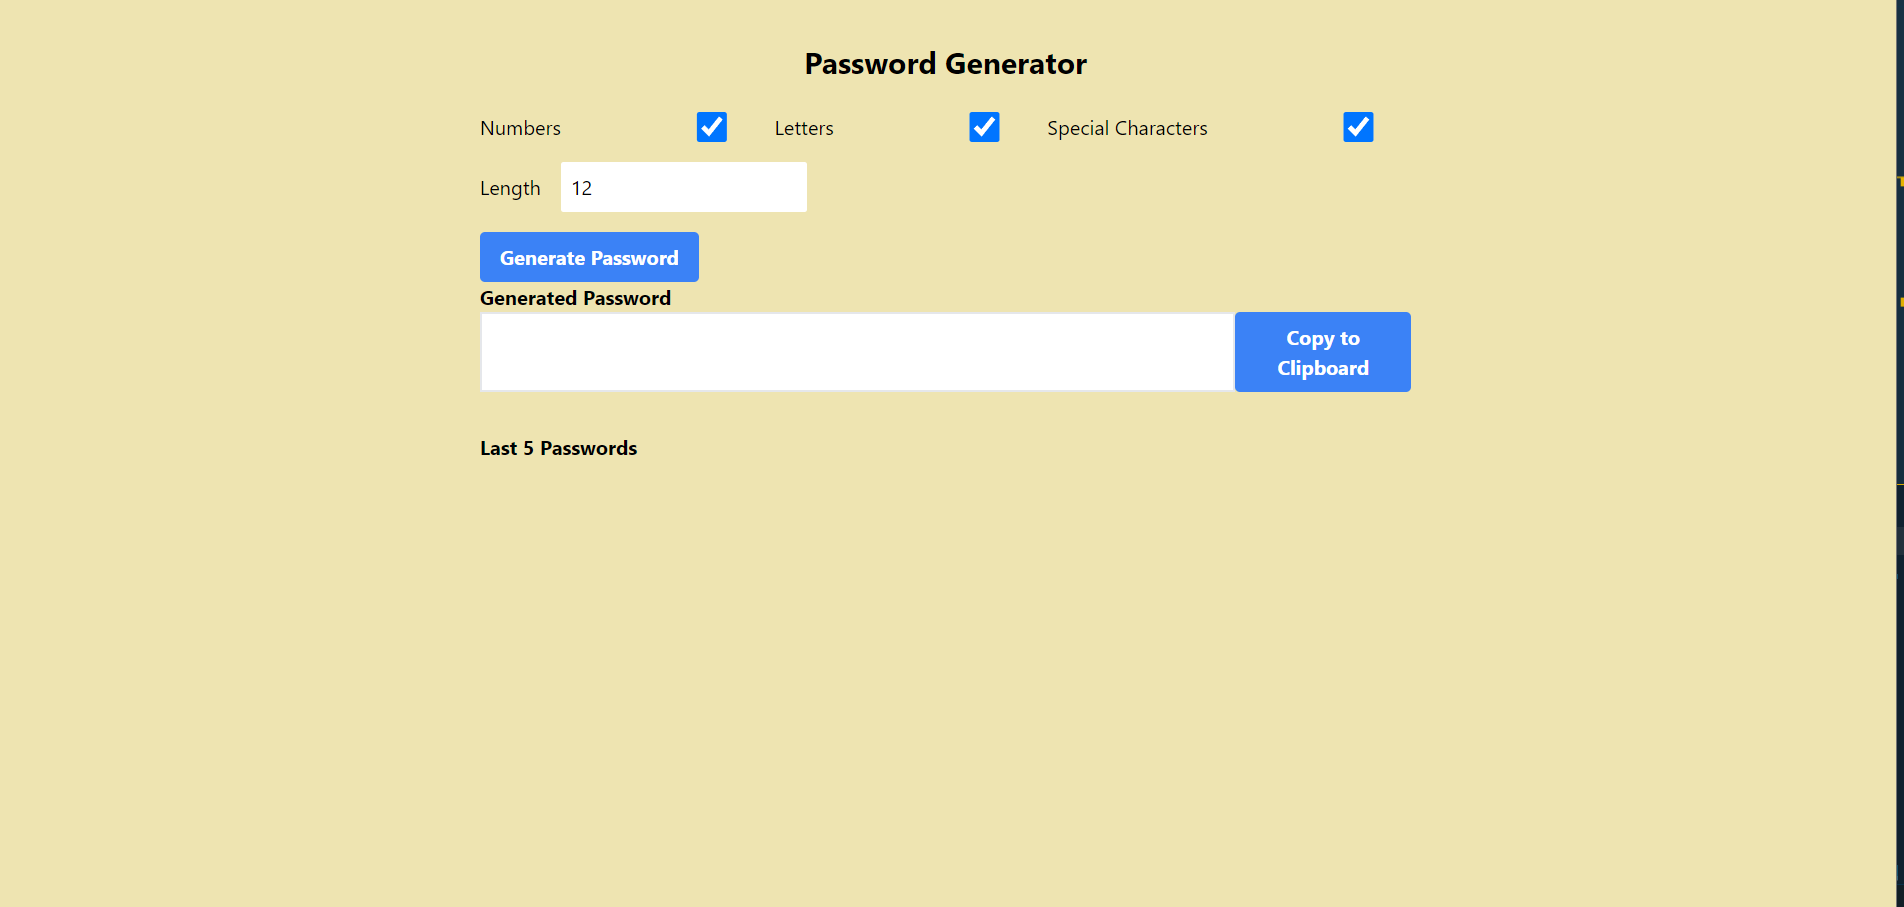 Password Generator
Numbers Letters Special Characters
Length 12
Generate Password
Generated Password
Copy to
Clipboard
Last 5 Passwords